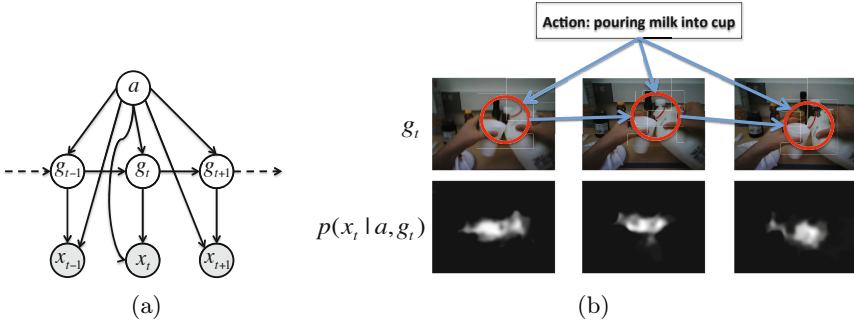 Action: pouring milk into cup
a
g_{t-1} g_t g_{t+1}
x_{t-1} x_t x_{t+1}
g_t
p(x_t | a, g_t)
(a)
(b)